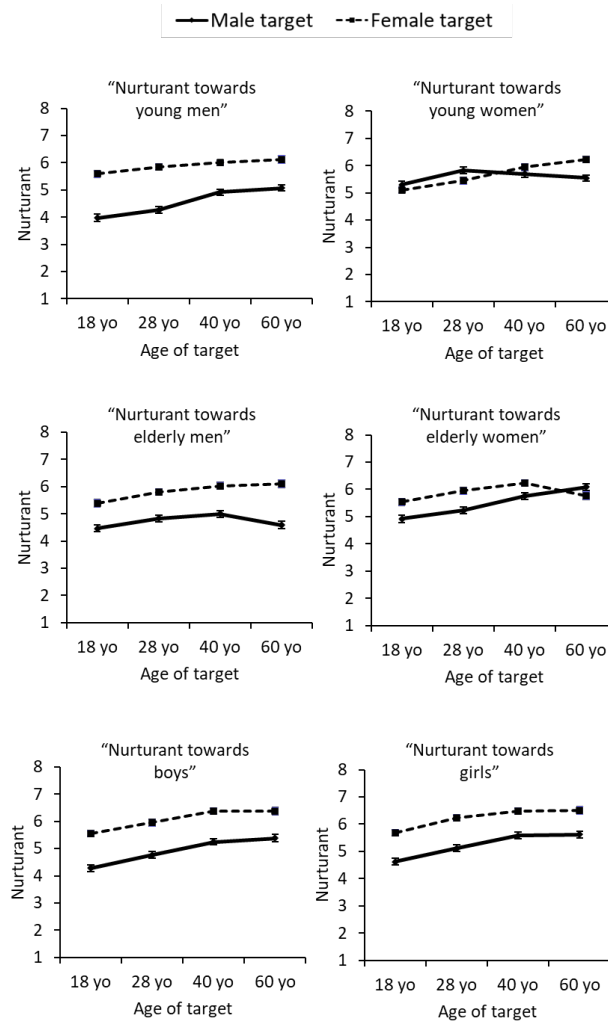 Male target Female target
“Nurturant towards
young men”
8
7
6
5
4
3
2
1
Nurturant
18 yo 28 yo 40 yo 60 yo
Age of target
“Nurturant towards
young women”
8
7
6
5
4
3
2
1
Nurturant
18 yo 28 yo 40 yo 60 yo
Age of target
“Nurturant towards
elderly men”
8
7
6
5
4
3
2
1
Nurturant
18 yo 28 yo 40 yo 60 yo
Age of target
“Nurturant towards
elderly women”
8
7
6
5
4
3
2
1
Nurturant
18 yo 28 yo 40 yo 60 yo
Age of target
“Nurturant towards
boys”
8
7
6
5
4
3
2
1
Nurturant
18 yo 28 yo 40 yo 60 yo
Age of target
“Nurturant towards
girls”
8
7
6
5
4
3
2
1
Nurturant
18 yo 28 yo 40 yo 60 yo
Age of target